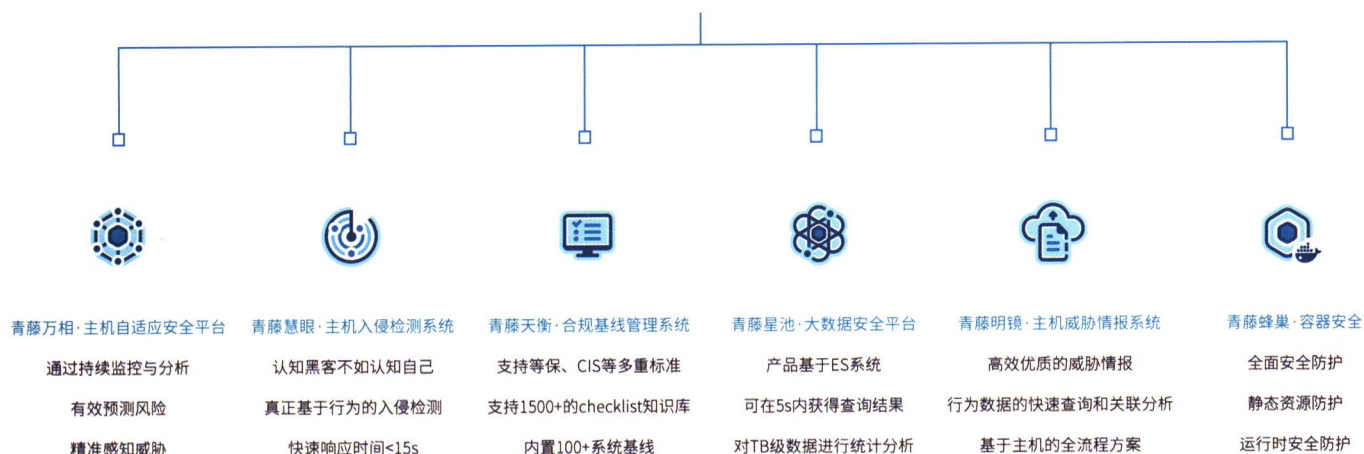 青藤万相·主机自适应安全平台
通过持续监控与分析
有效预测风险
精准感知威胁
青藤慧眼·主机入侵检测系统
认知黑客不如认知自己
真正基于行为的入侵检测
快速响应时间<15s
青藤天衡·合规基线管理系统
支持等保、CIS等多重标准
支持1500+的checklist知识库
内置100+系统基线
青藤星池·大数据安全平台
产品基于ES系统
可在5s内获得查询结果
对TB级数据进行统计分析
青藤明镜·主机威胁情报系统
高效优质的威胁情报
行为数据的快速查询和关联分析
基于主机的全流程方案
青藤蜂巢·容器安全
全面安全防护
静态资源防护
运行时安全防护